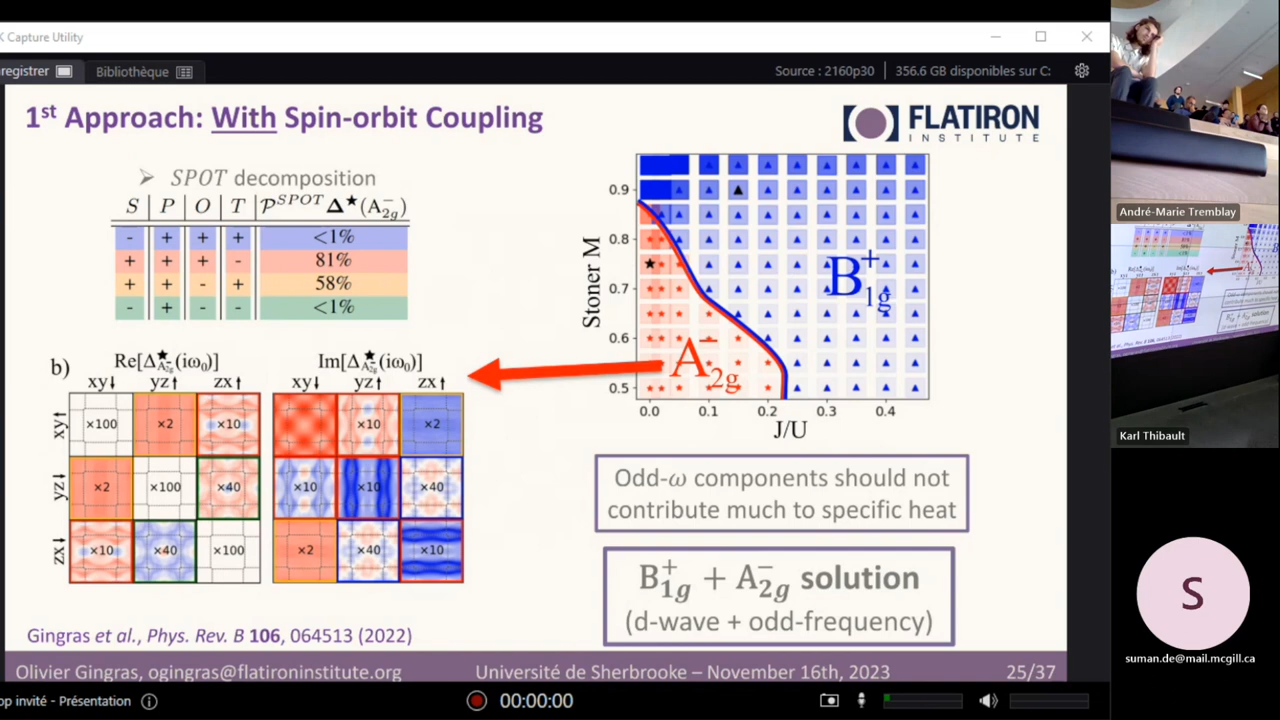 Capture Utility
registrer
Bibliothèque
Source : 2160p30
356.6 GB disponibles sur C:
1st Approach: With Spin-orbit Coupling
FLATIRON
INSTITUTE
➢ SPOT decomposition
S | P | O | T | 𝒫^SPOT Δ★(A₂g⁻)
- + + + <1%
+ + + - 81%
+ + - + 58%
- + - - <1%
b)
Re[Δ★A₂g⁻(iω₀)]
Im[Δ★A₂g⁻(iω₀)]
xy↓ yz↑ zx↑
xy↓ yz↑ zx↑
xy↑ ×100 ×2 ×10
×10 ×2
yz↓ ×2 ×100 ×40
×10 ×10 ×40
zx↓ ×10 ×40 ×100
×2 ×40 ×10
Stoner M
0.9
0.8
0.7
0.6
0.5
B₁g⁺
A₂g⁻
0.0 0.1 0.2 0.3 0.4
J/U
Odd-ω components should not
contribute much to specific heat
B₁g⁺ + A₂g⁻ solution
(d-wave + odd-frequency)
Gingras et al., Phys. Rev. B 106, 064513 (2022)
Olivier Gingras, ogingras@flatironinstitute.org
Université de Sherbrooke – November 16th, 2023
25/37
op invité - Présentation
00:00:00
André-Marie Tremblay
Karl Thibault
S
suman.de@mail.mcgill.ca